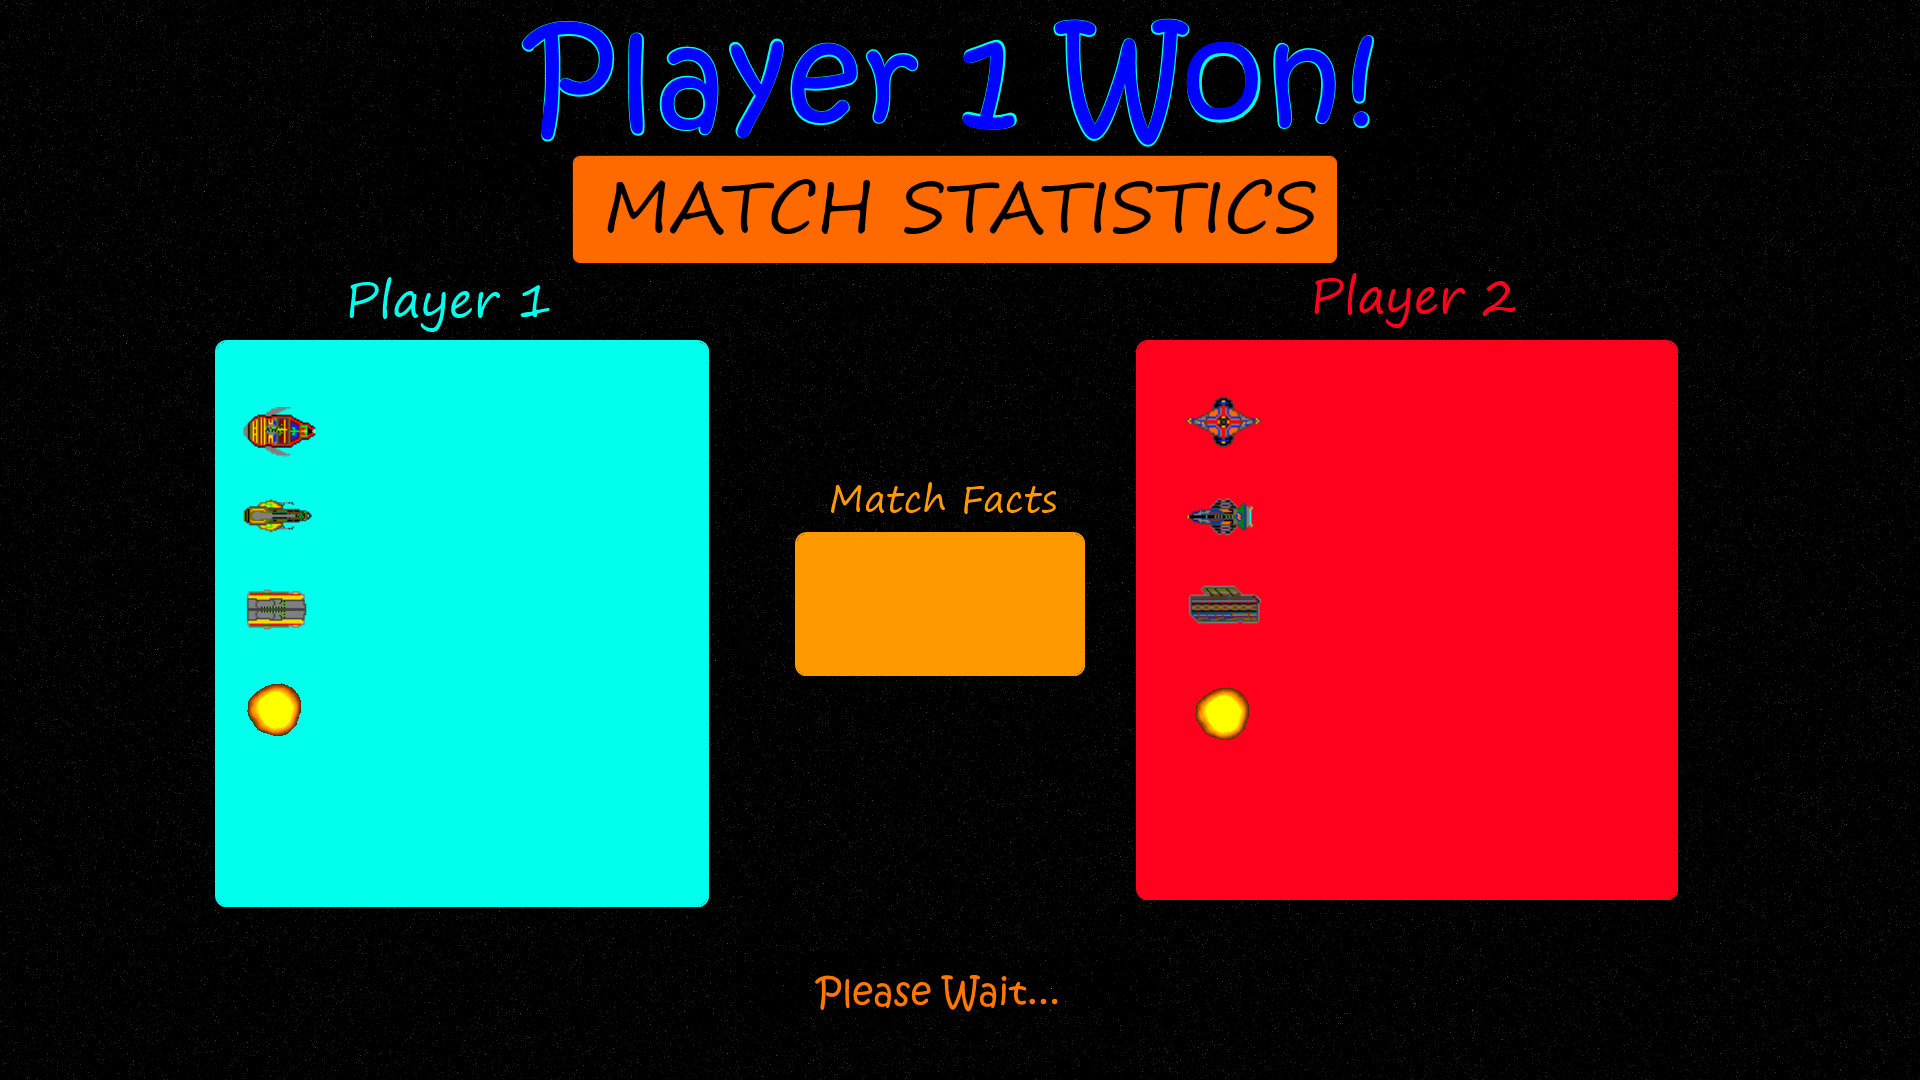 Player 1 Won!
MATCH STATISTICS
Player 1
Player 2
Match Facts
Please Wait...